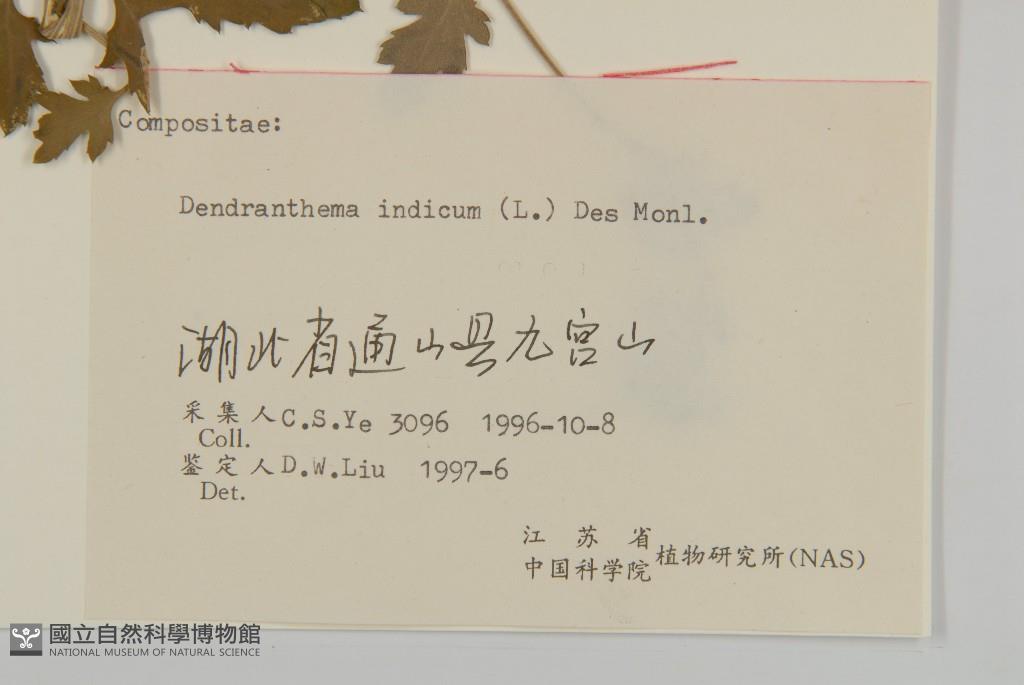 Compositae:
Dendranthema indicum (L.) Des Monl.
湖北省通山县九宫山
采集人C.S.Ye 3096 1996-10-8
Coll.
鉴定人D.W.Liu 1997-6
Det.
江苏省
中国科学院植物研究所(NAS)
國立自然科學博物館
NATIONAL MUSEUM OF NATURAL SCIENCE